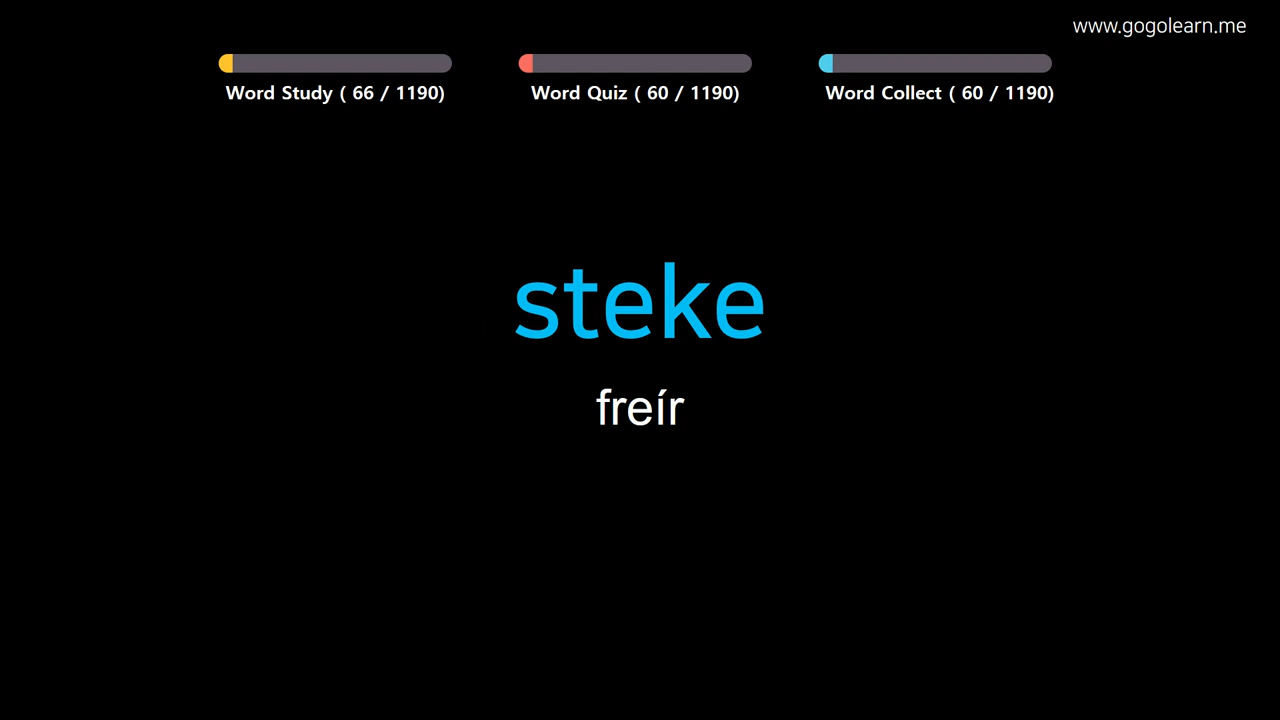 www.gogolearn.me
Word Study ( 66 / 1190)
Word Quiz ( 60 / 1190)
Word Collect ( 60 / 1190)
steke
freír